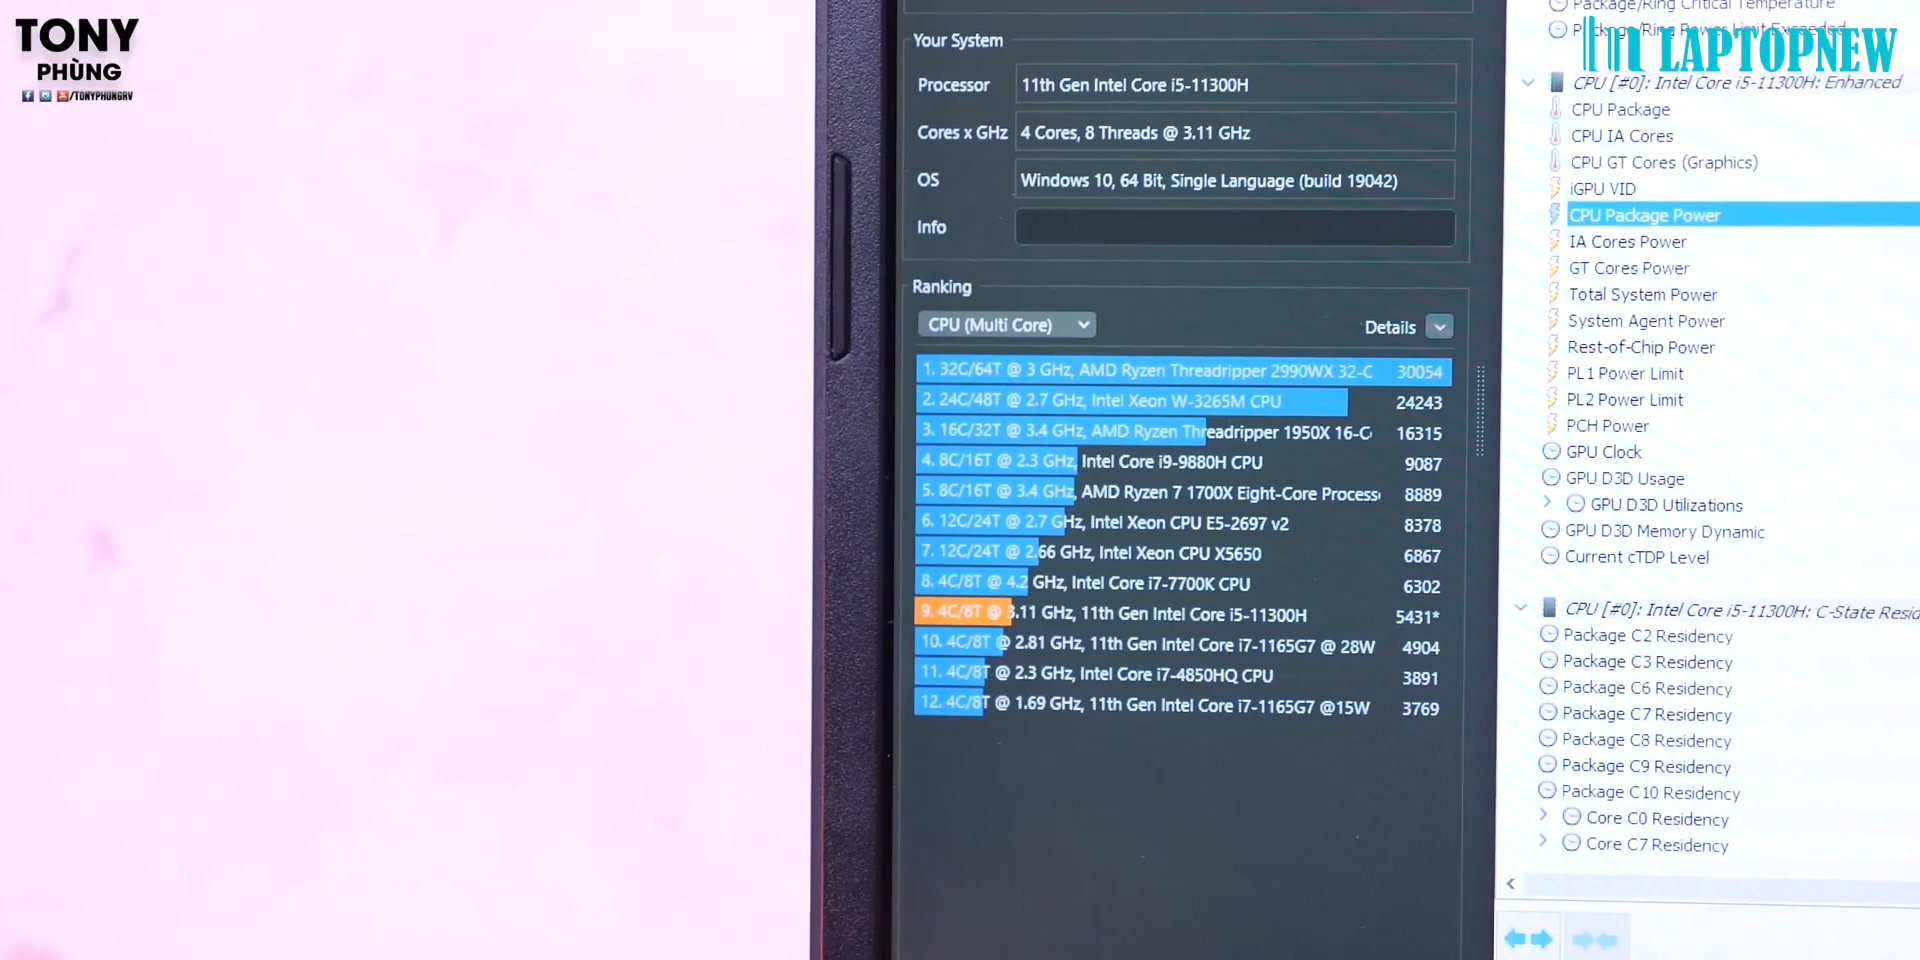 TONY
PHÙNG
/TONYPHUNGRV
LAPTOPNEW
Your System
Processor
11th Gen Intel Core i5-11300H
Cores x GHz
4 Cores, 8 Threads @ 3.11 GHz
OS
Windows 10, 64 Bit, Single Language (build 19042)
Info
Ranking
CPU (Multi Core)
Details
1. 32C/64T @ 3 GHz, AMD Ryzen Threadripper 2990WX 32-C 30054
2. 24C/48T @ 2.7 GHz, Intel Xeon W-3265M CPU 24243
3. 16C/32T @ 3.4 GHz, AMD Ryzen Threadripper 1950X 16-C 16315
4. 8C/16T @ 2.3 GHz, Intel Core i9-9880H CPU 9087
5. 8C/16T @ 3.4 GHz, AMD Ryzen 7 1700X Eight-Core Process 8889
6. 12C/24T @ 2.7 GHz, Intel Xeon CPU E5-2697 v2 8378
7. 12C/24T @ 2.66 GHz, Intel Xeon CPU X5650 6867
8. 4C/8T @ 4.2 GHz, Intel Core i7-7700K CPU 6302
9. 4C/8T @ 3.11 GHz, 11th Gen Intel Core i5-11300H 5431*
10. 4C/8T @ 2.81 GHz, 11th Gen Intel Core i7-1165G7 @ 28W 4904
11. 4C/8T @ 2.3 GHz, Intel Core i7-4850HQ CPU 3891
12. 4C/8T @ 1.69 GHz, 11th Gen Intel Core i7-1165G7 @15W 3769
Package/Ring Critical Temperature
Package/Ring Power Limit Exceeded
CPU [#0]: Intel Core i5-11300H: Enhanced
CPU Package
CPU IA Cores
CPU GT Cores (Graphics)
iGPU VID
CPU Package Power
IA Cores Power
GT Cores Power
Total System Power
System Agent Power
Rest-of-Chip Power
PL1 Power Limit
PL2 Power Limit
PCH Power
GPU Clock
GPU D3D Usage
GPU D3D Utilizations
GPU D3D Memory Dynamic
Current cTDP Level
CPU [#0]: Intel Core i5-11300H: C-State Resid
Package C2 Residency
Package C3 Residency
Package C6 Residency
Package C7 Residency
Package C8 Residency
Package C9 Residency
Package C10 Residency
Core C0 Residency
Core C7 Residency